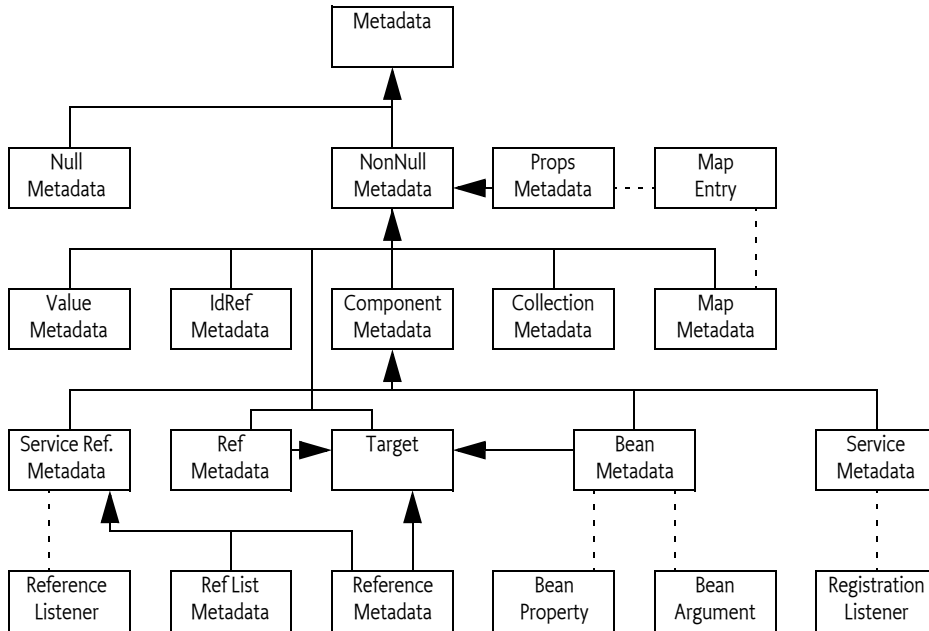 Metadata
Null
Metadata
NonNull
Metadata
Props
Metadata
Map
Entry
Value
Metadata
IdRef
Metadata
Component
Metadata
Collection
Metadata
Map
Metadata
Service Ref.
Metadata
Ref
Metadata
Target
Bean
Metadata
Service
Metadata
Reference
Listener
Ref List
Metadata
Reference
Metadata
Bean
Property
Bean
Argument
Registration
Listener